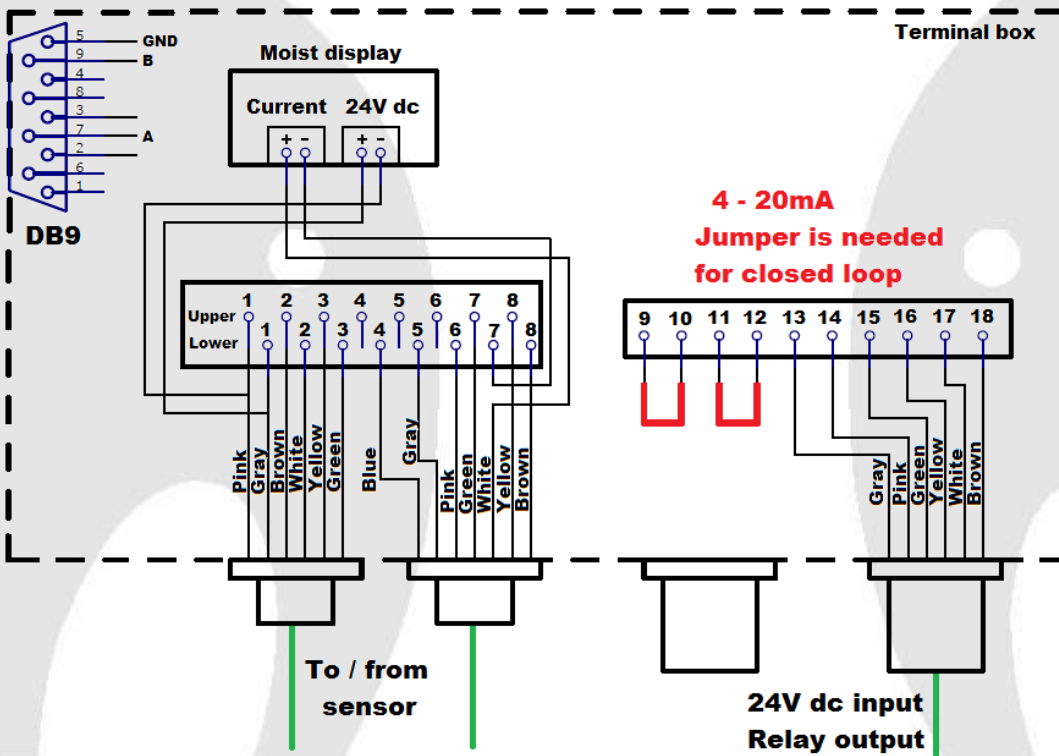 Terminal box
5
GND
9
B
4
8
3
7
A
2
6
1
DB9
Moist display
Current 24V dc
+ - + -
4 - 20mA
Jumper is needed
for closed loop
Upper 1 2 3 4 5 6 7 8
Lower 1 2 3 4 5 6 7 8
9 10 11 12 13 14 15 16 17 18
Pink
Gray
Brown
White
Yellow
Green
Blue
Gray
Pink
Green
White
Yellow
Brown
Gray
Pink
Green
Yellow
White
Brown
To / from
sensor
24V dc input
Relay output